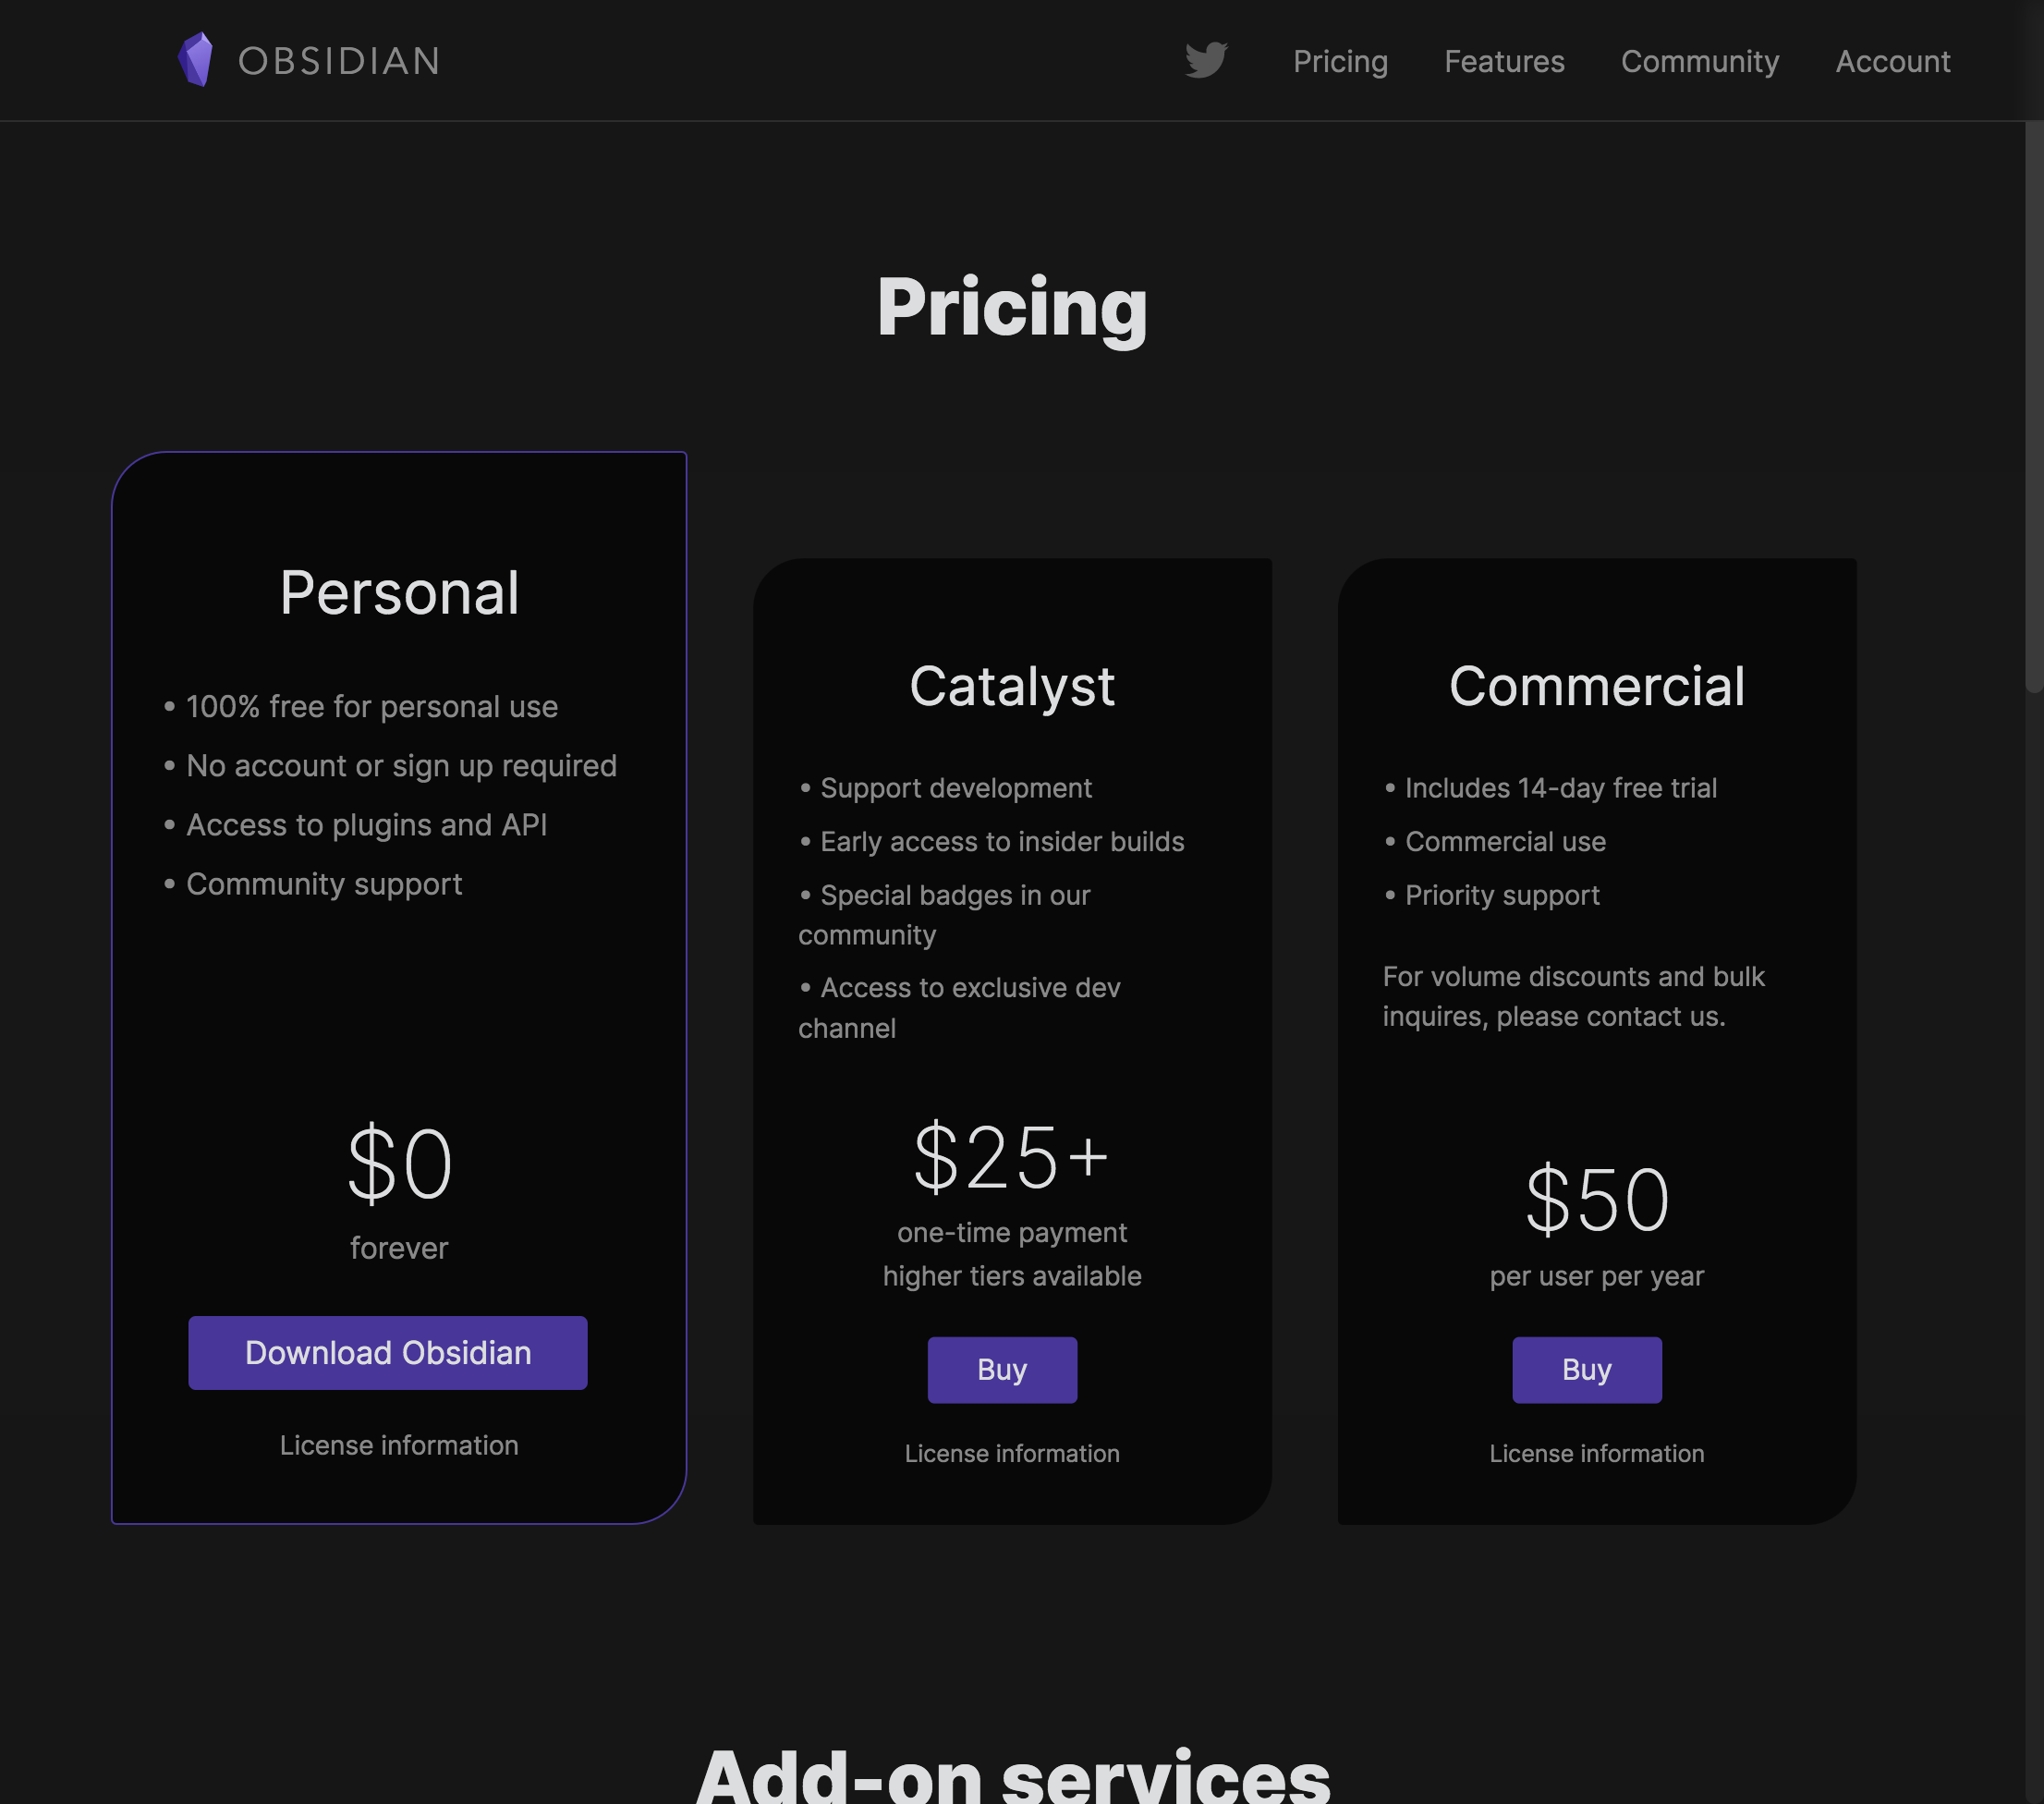 OBSIDIAN
Pricing
Features
Community
Account
Pricing
Personal
• 100% free for personal use
• No account or sign up required
• Access to plugins and API
• Community support
$0
forever
Download Obsidian
License information
Catalyst
• Support development
• Early access to insider builds
• Special badges in our
community
• Access to exclusive dev
channel
$25+
one-time payment
higher tiers available
Buy
License information
Commercial
• Includes 14-day free trial
• Commercial use
• Priority support
For volume discounts and bulk
inquires, please contact us.
$50
per user per year
Buy
License information
Add-on services